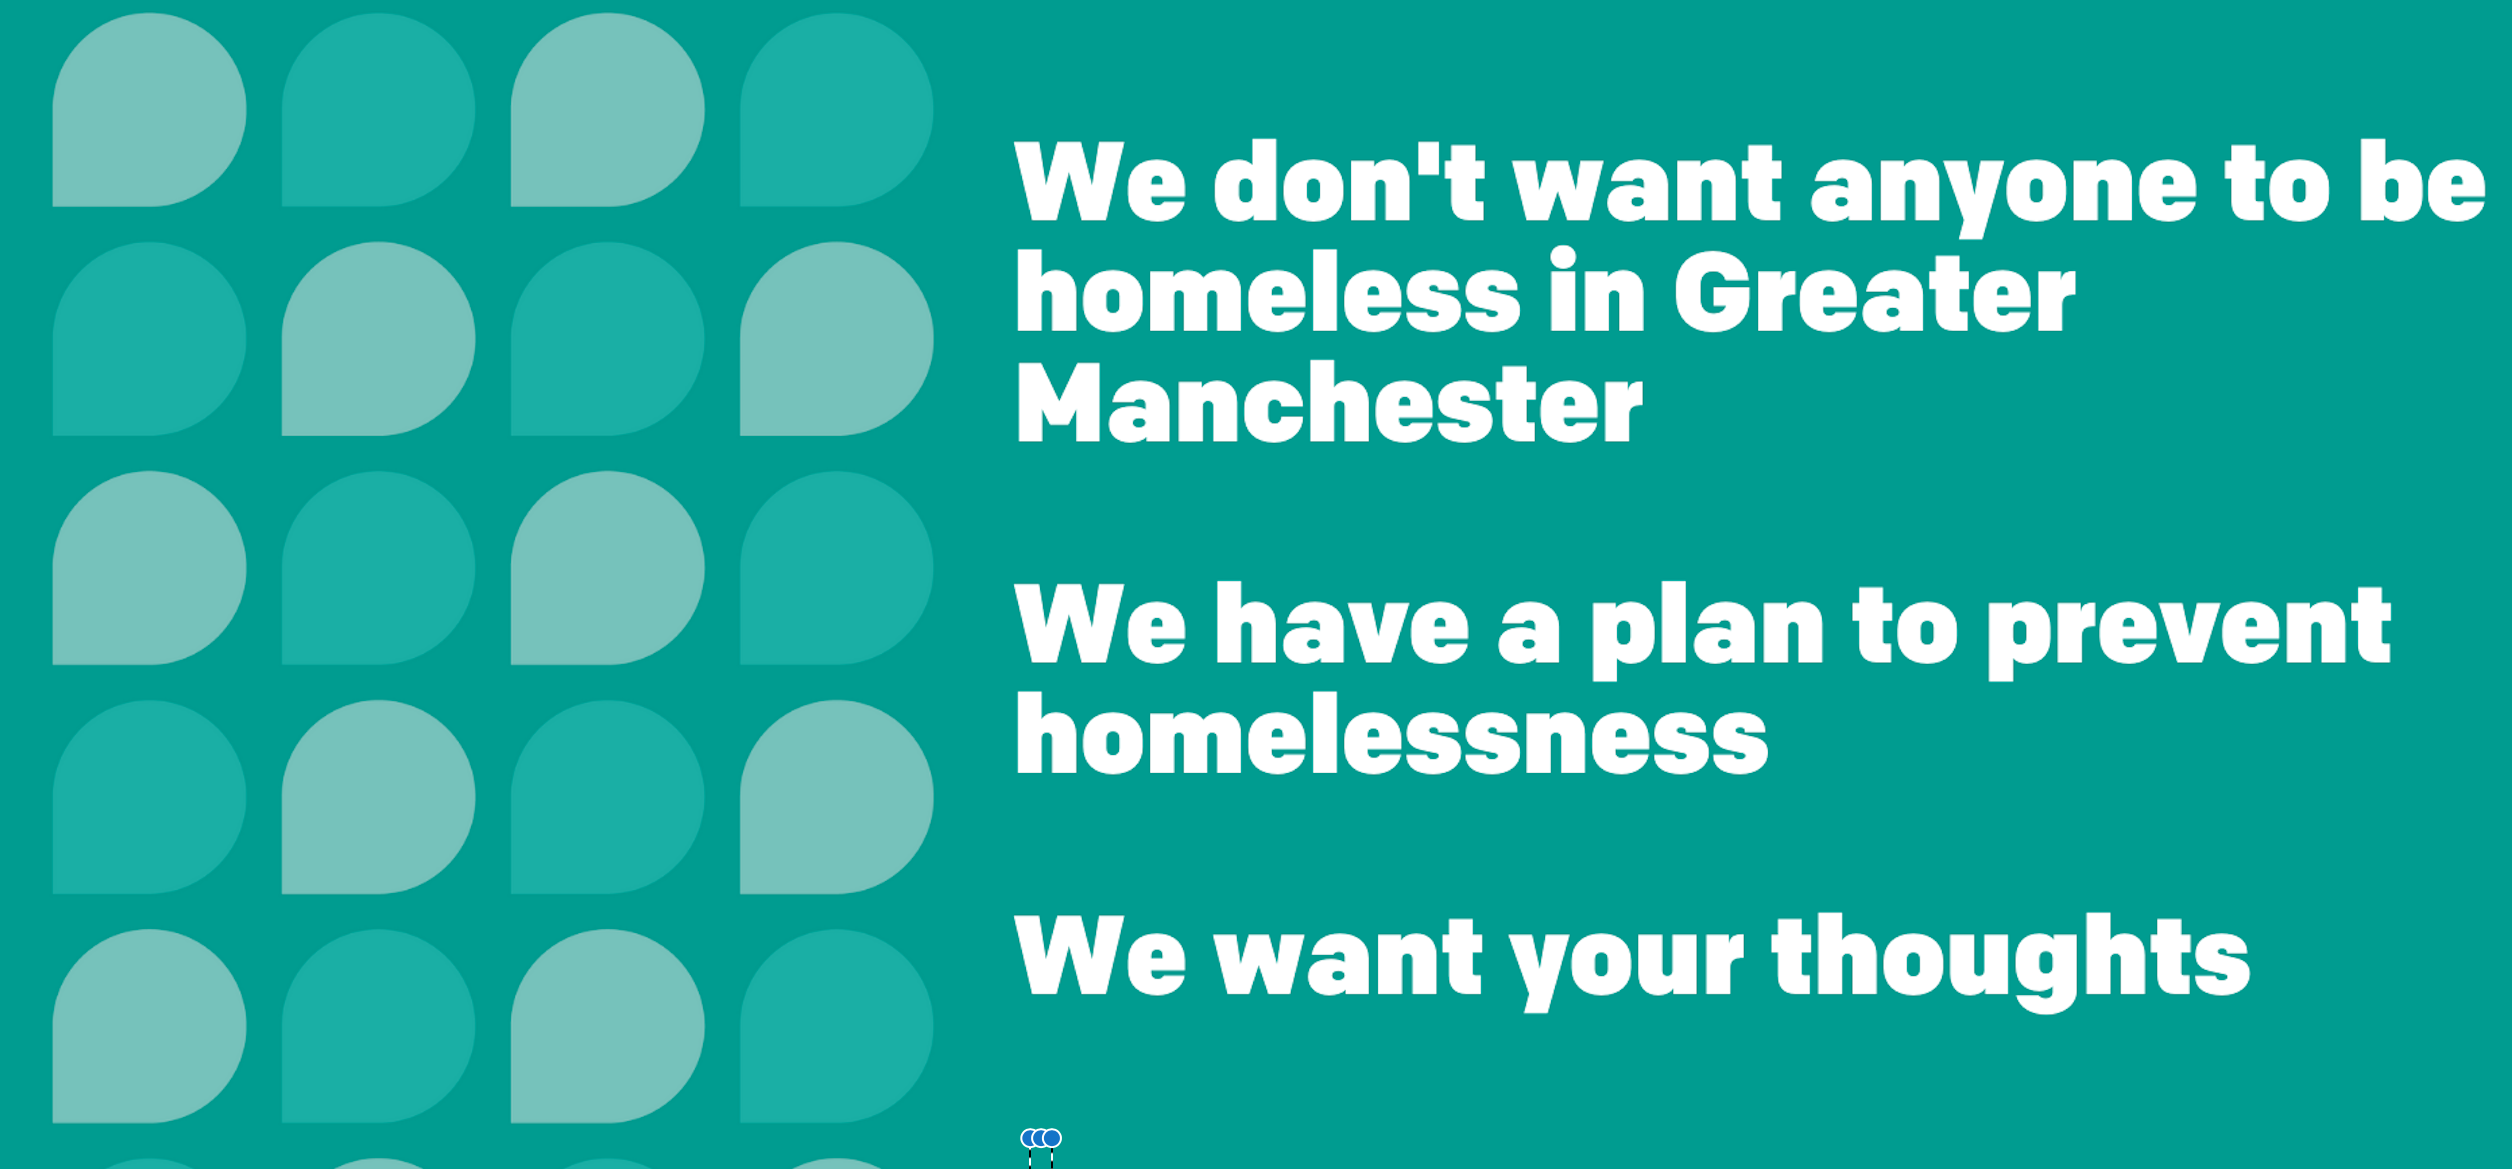 We don't want anyone to be
homeless in Greater
Manchester
We have a plan to prevent
homelessness
We want your thoughts